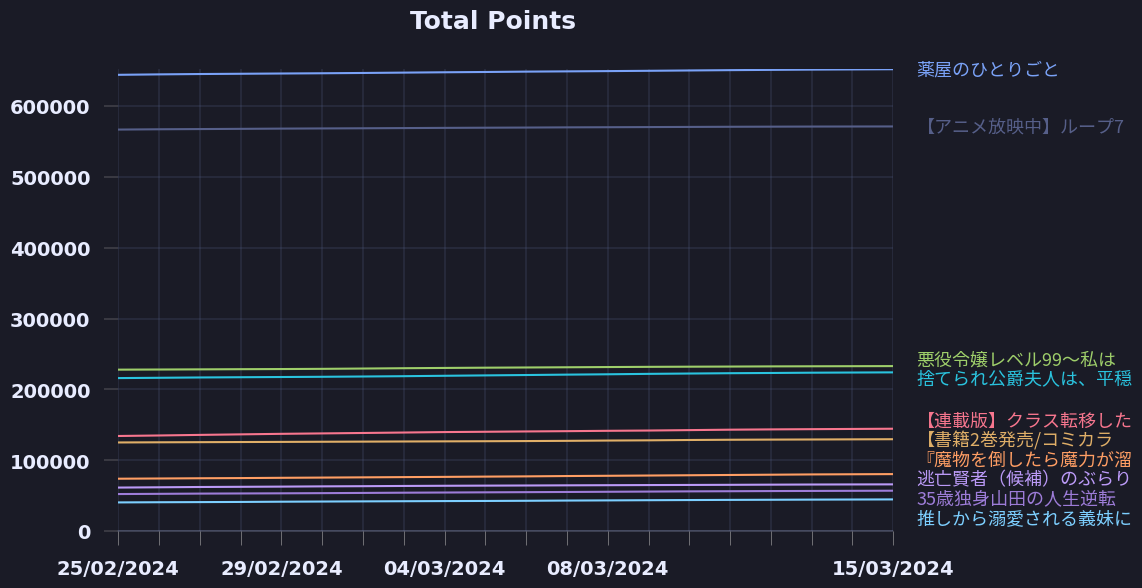 Total Points
薬屋のひとりごと
600000
【アニメ放映中】ループ7
500000
400000
300000
悪役令嬢レベル99～私は
200000
捨てられ公爵夫人は、平穏
【連載版】クラス転移した
【書籍2巻発売/コミカラ
100000
『魔物を倒したら魔力が溜
逃亡賢者（候補）のぶらり
35歳独身山田の人生逆転
推しから溺愛される義妹に
0
25/02/2024
29/02/2024
04/03/2024
08/03/2024
15/03/2024